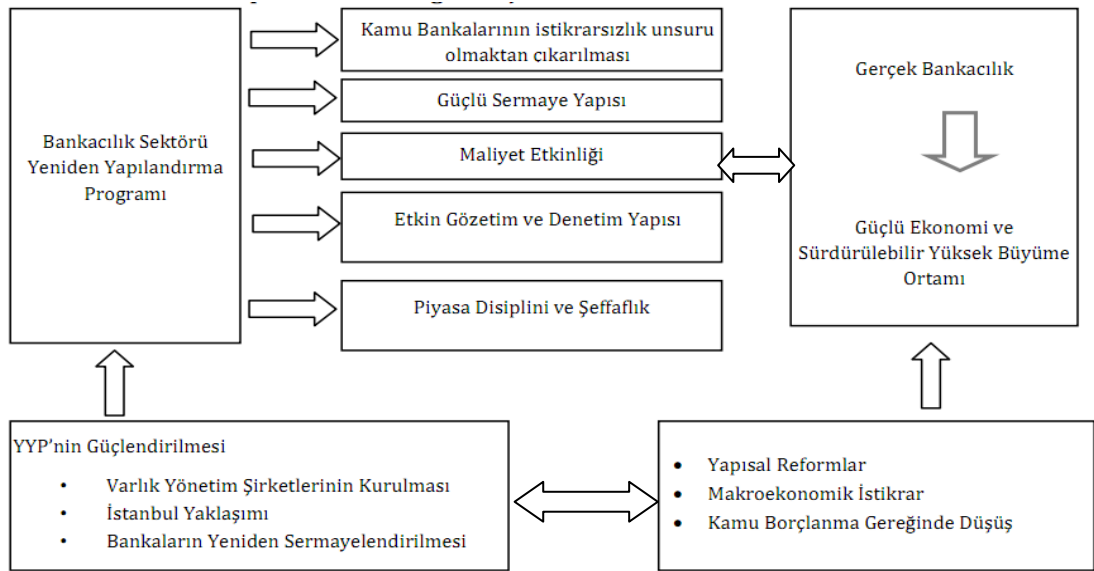 Bankacılık Sektörü
Yeniden Yapılandırma
Programı
Kamu Bankalarının istikrarsızlık unsuru
olmaktan çıkarılması
Güçlü Sermaye Yapısı
Maliyet Etkinliği
Etkin Gözetim ve Denetim Yapısı
Piyasa Disiplini ve Şeffaflık
Gerçek Bankacılık
Güçlü Ekonomi ve
Sürdürülebilir Yüksek Büyüme
Ortamı
YYP’nin Güçlendirilmesi
• Varlık Yönetim Şirketlerinin Kurulması
• İstanbul Yaklaşımı
• Bankaların Yeniden Sermayelendirilmesi
• Yapısal Reformlar
• Makroekonomik İstikrar
• Kamu Borçlanma Gereğinde Düşüş